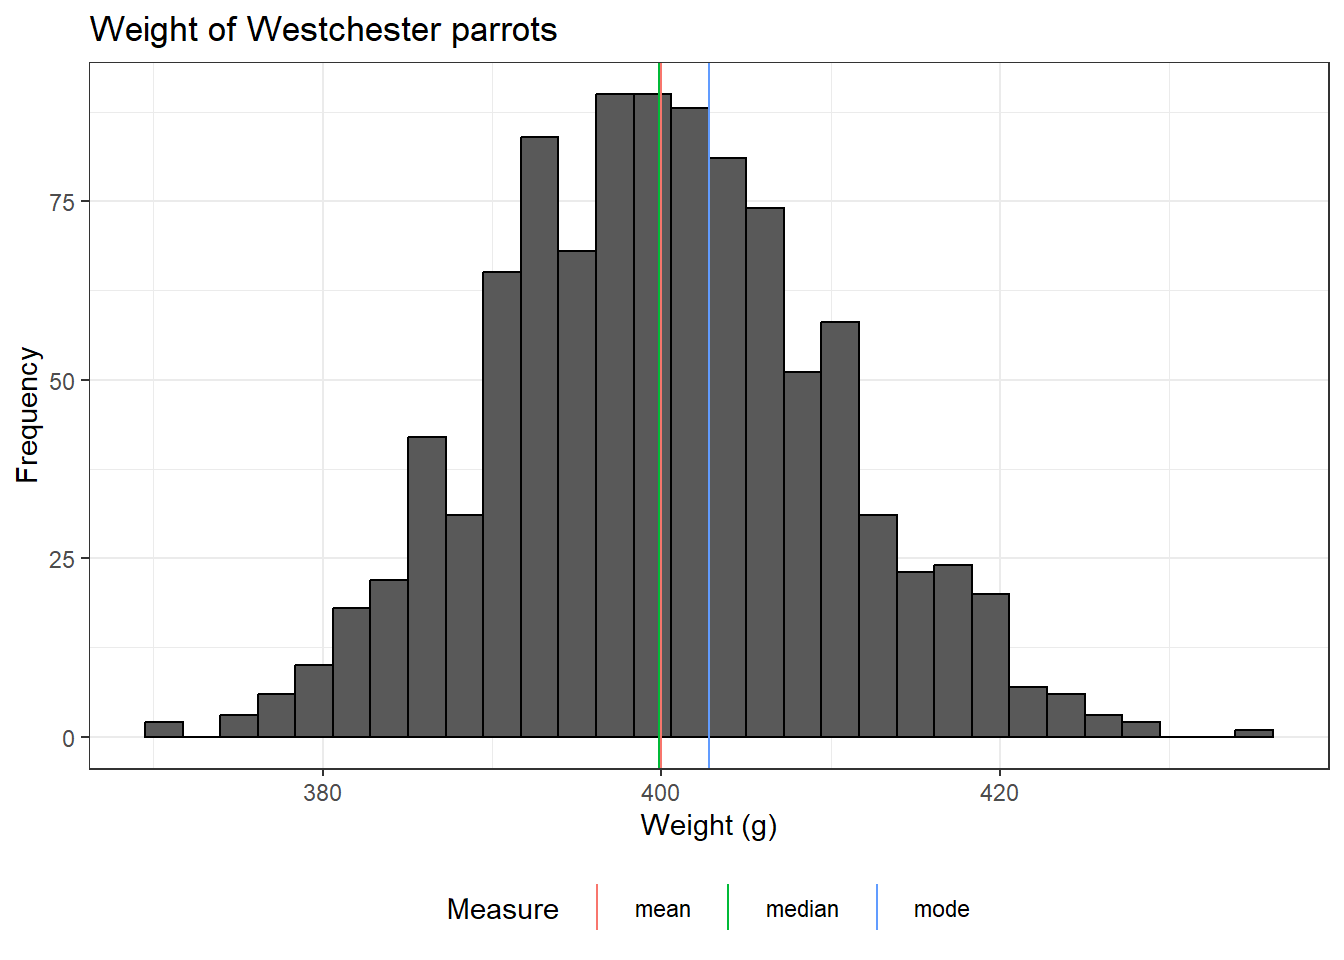 Weight of Westchester parrots
75
50
25
0
Frequency
380 400 420
Weight (g)
Measure mean median mode